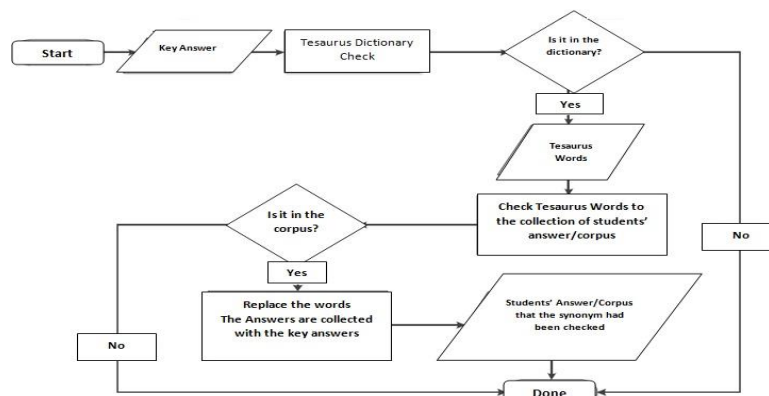 Start
Key Answer
Tesaurus Dictionary
Check
Is it in the
dictionary?
Yes
Tesaurus
Words
Check Tesaurus Words to
the collection of students’
answer/corpus
Is it in the
corpus?
No
Yes
Replace the words
The Answers are collected
with the key answers
Students’ Answer/Corpus
that the synonym had
been checked
No
Done